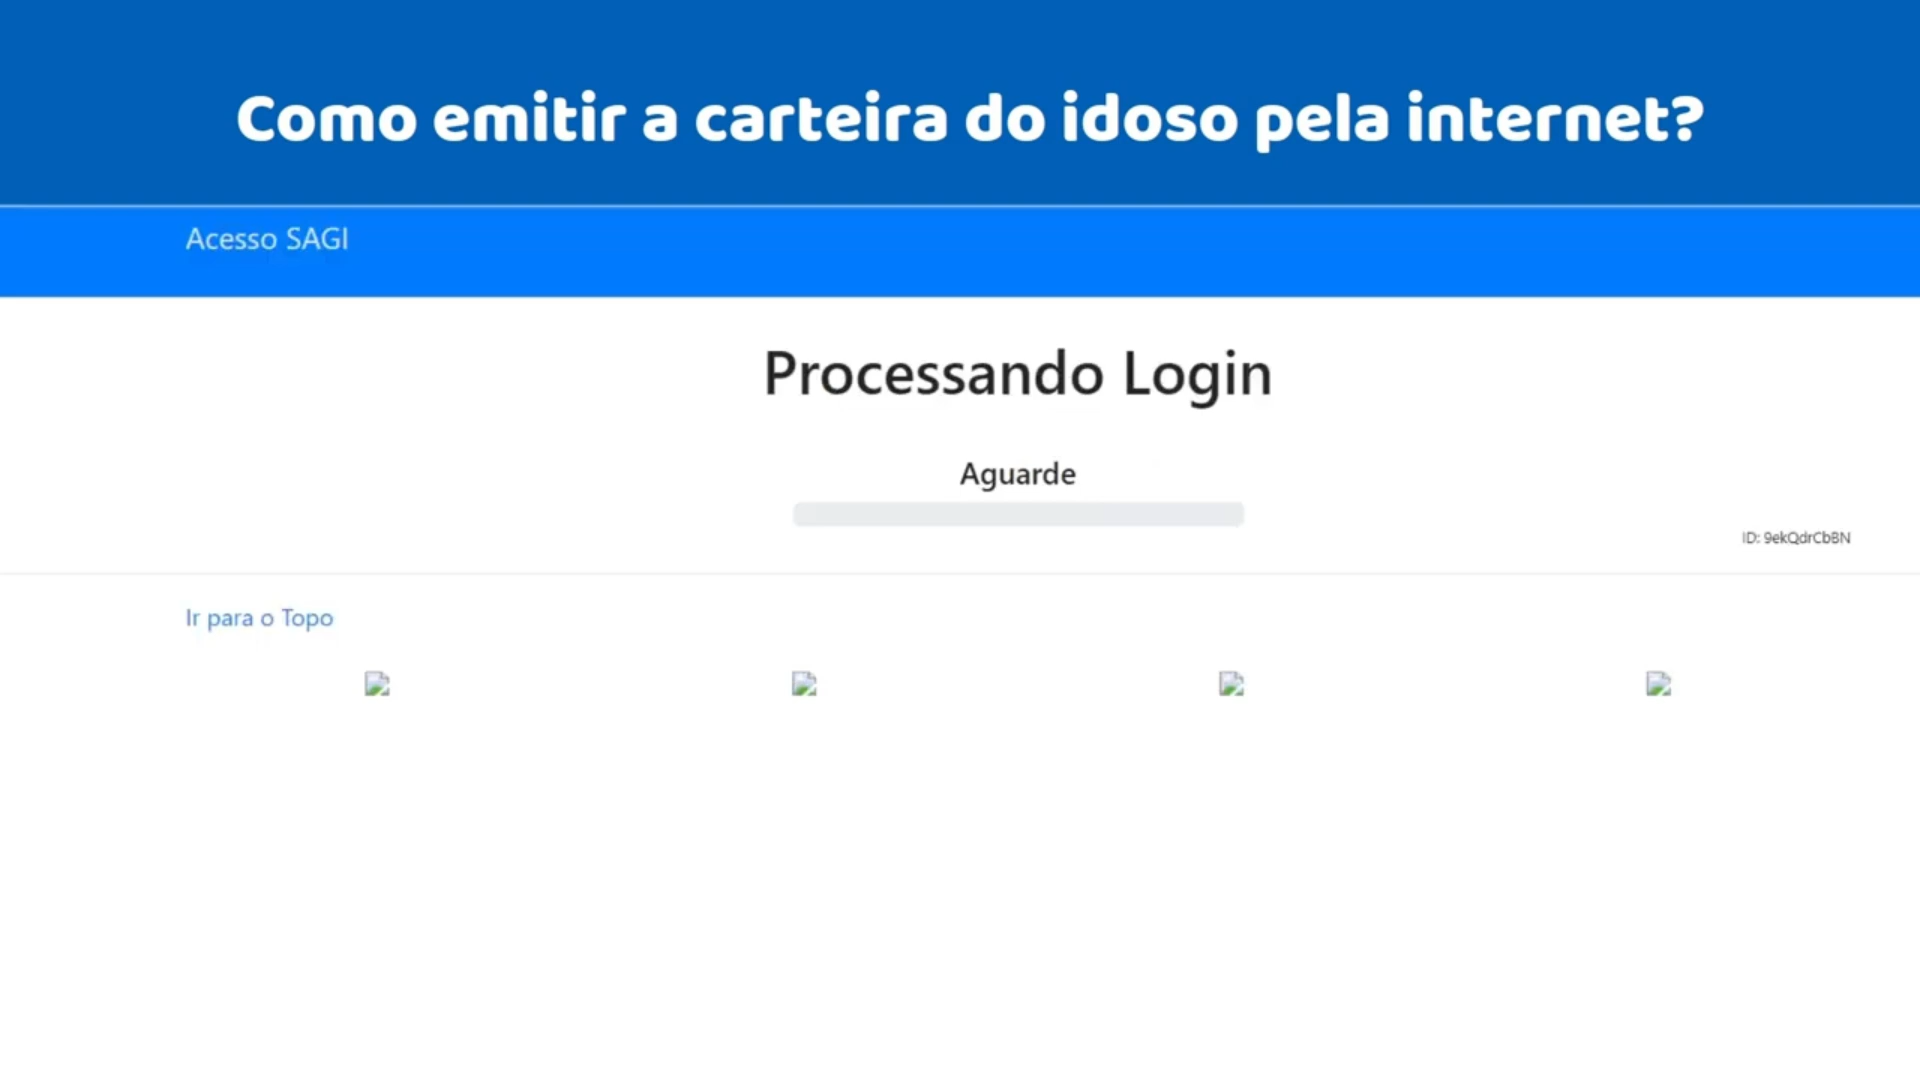 Como emitir a carteira do idoso pela internet?
Acesso SAGI
Processando Login
Aguarde
ID: 9ekQdrCbBN
Ir para o Topo